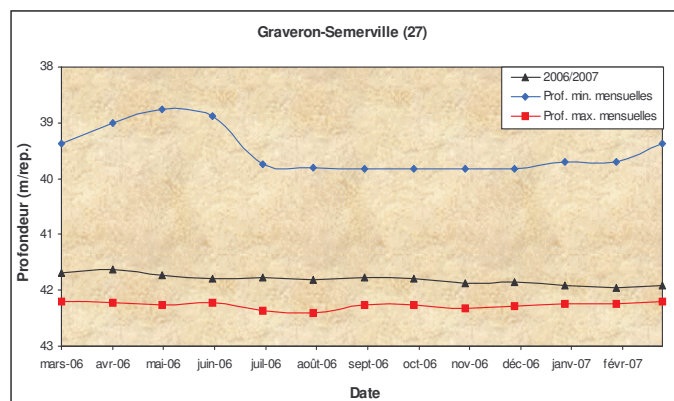 Graveron-Semerville (27)
2006/2007
Prof. min. mensuelles
Prof. max. mensuelles
Profondeur (m/rep.)
38
39
40
41
42
43
mars-06 avr.-06 mai-06 juin-06 juil-06 août-06 sept-06 oct-06 nov-06 déc-06 janv-07 févr-07
Date